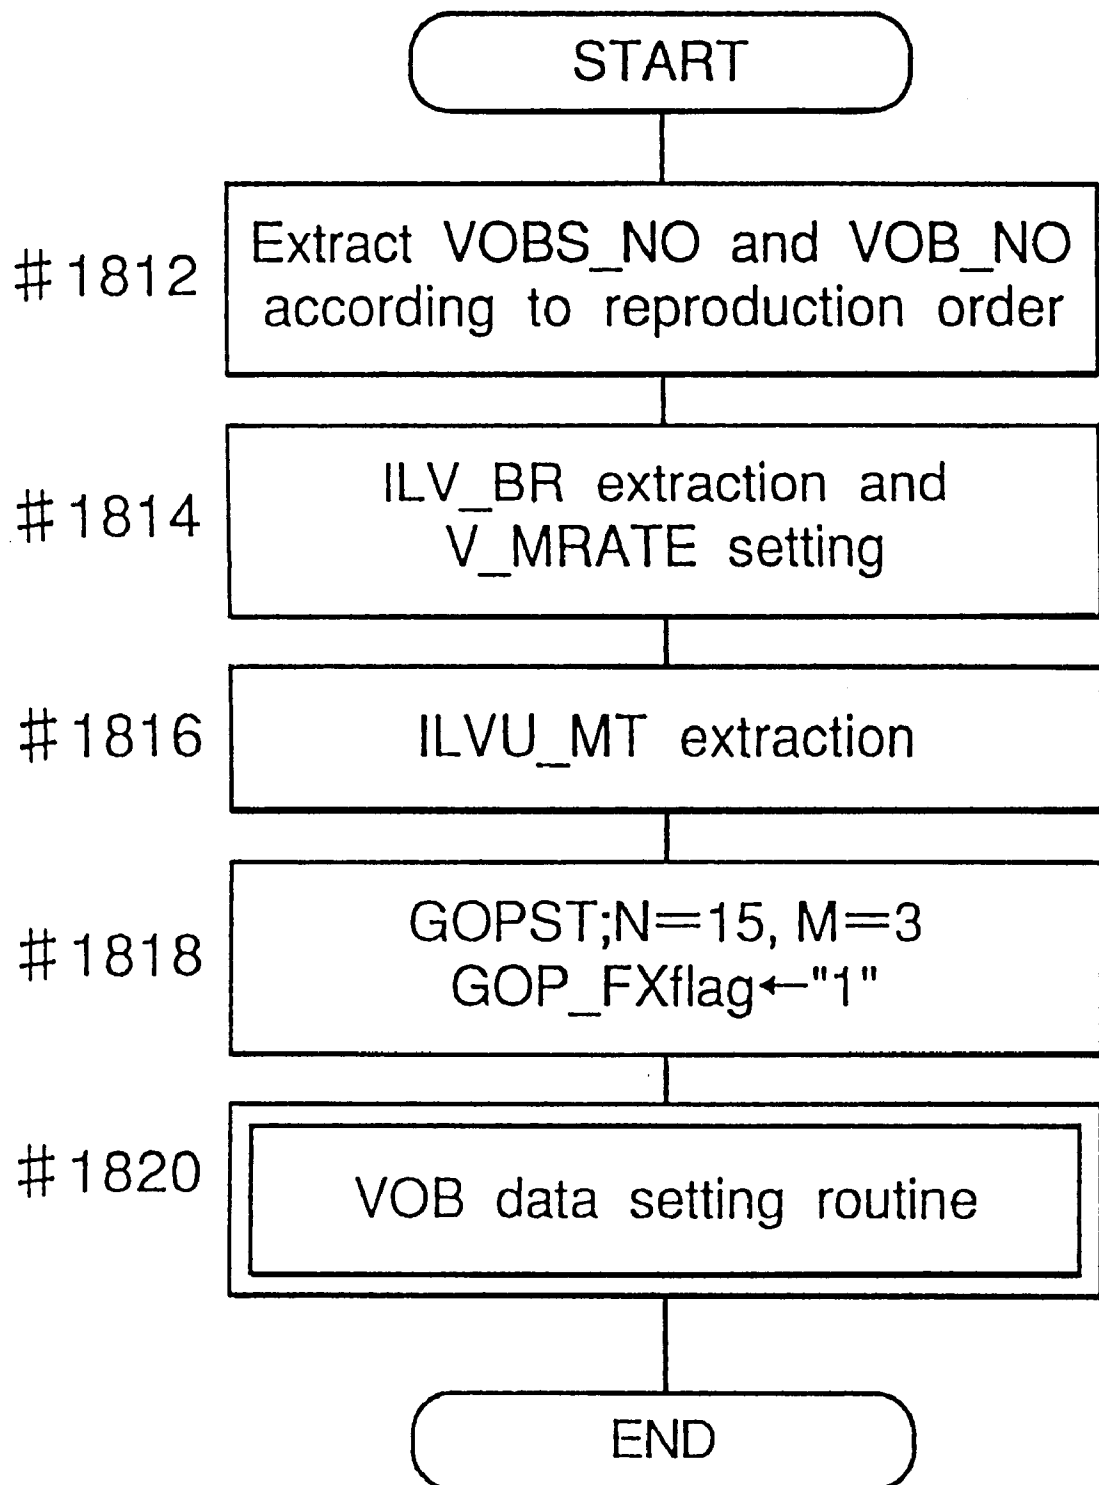 START
#1812
Extract VOBS_NO and VOB_NO
according to reproduction order
#1814
ILV_BR extraction and
V_MRATE setting
#1816
ILVU_MT extraction
#1818
GOPST;N=15, M=3
GOP_FXflag←"1"
#1820
VOB data setting routine
END